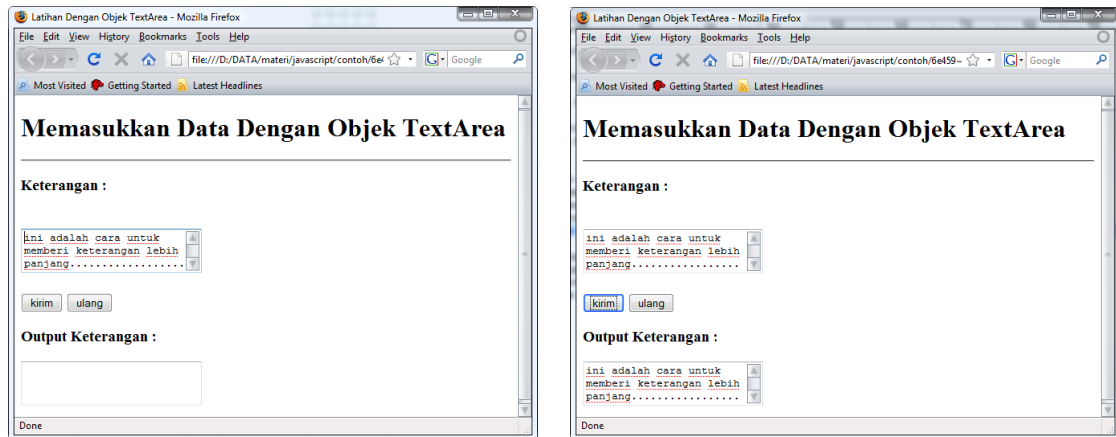 Latihan Dengan Objek TextArea - Mozilla Firefox
File Edit View History Bookmarks Tools Help
file:///D:/DATA/materi/javascript/contoh/6e
G Google
Most Visited Getting Started Latest Headlines
Memasukkan Data Dengan Objek TextArea
Keterangan :
ini adalah cara untuk
memberi keterangan lebih
panjang..................
kirim ulang
Output Keterangan :
Done
Latihan Dengan Objek TextArea - Mozilla Firefox
File Edit View History Bookmarks Tools Help
file:///D:/DATA/materi/javascript/contoh/6e459~
G Google
Most Visited Getting Started Latest Headlines
Memasukkan Data Dengan Objek TextArea
Keterangan :
ini adalah cara untuk
memberi keterangan lebih
panjang.................
kirim ulang
Output Keterangan :
ini adalah cara untuk
memberi keterangan lebih
panjang.................
Done